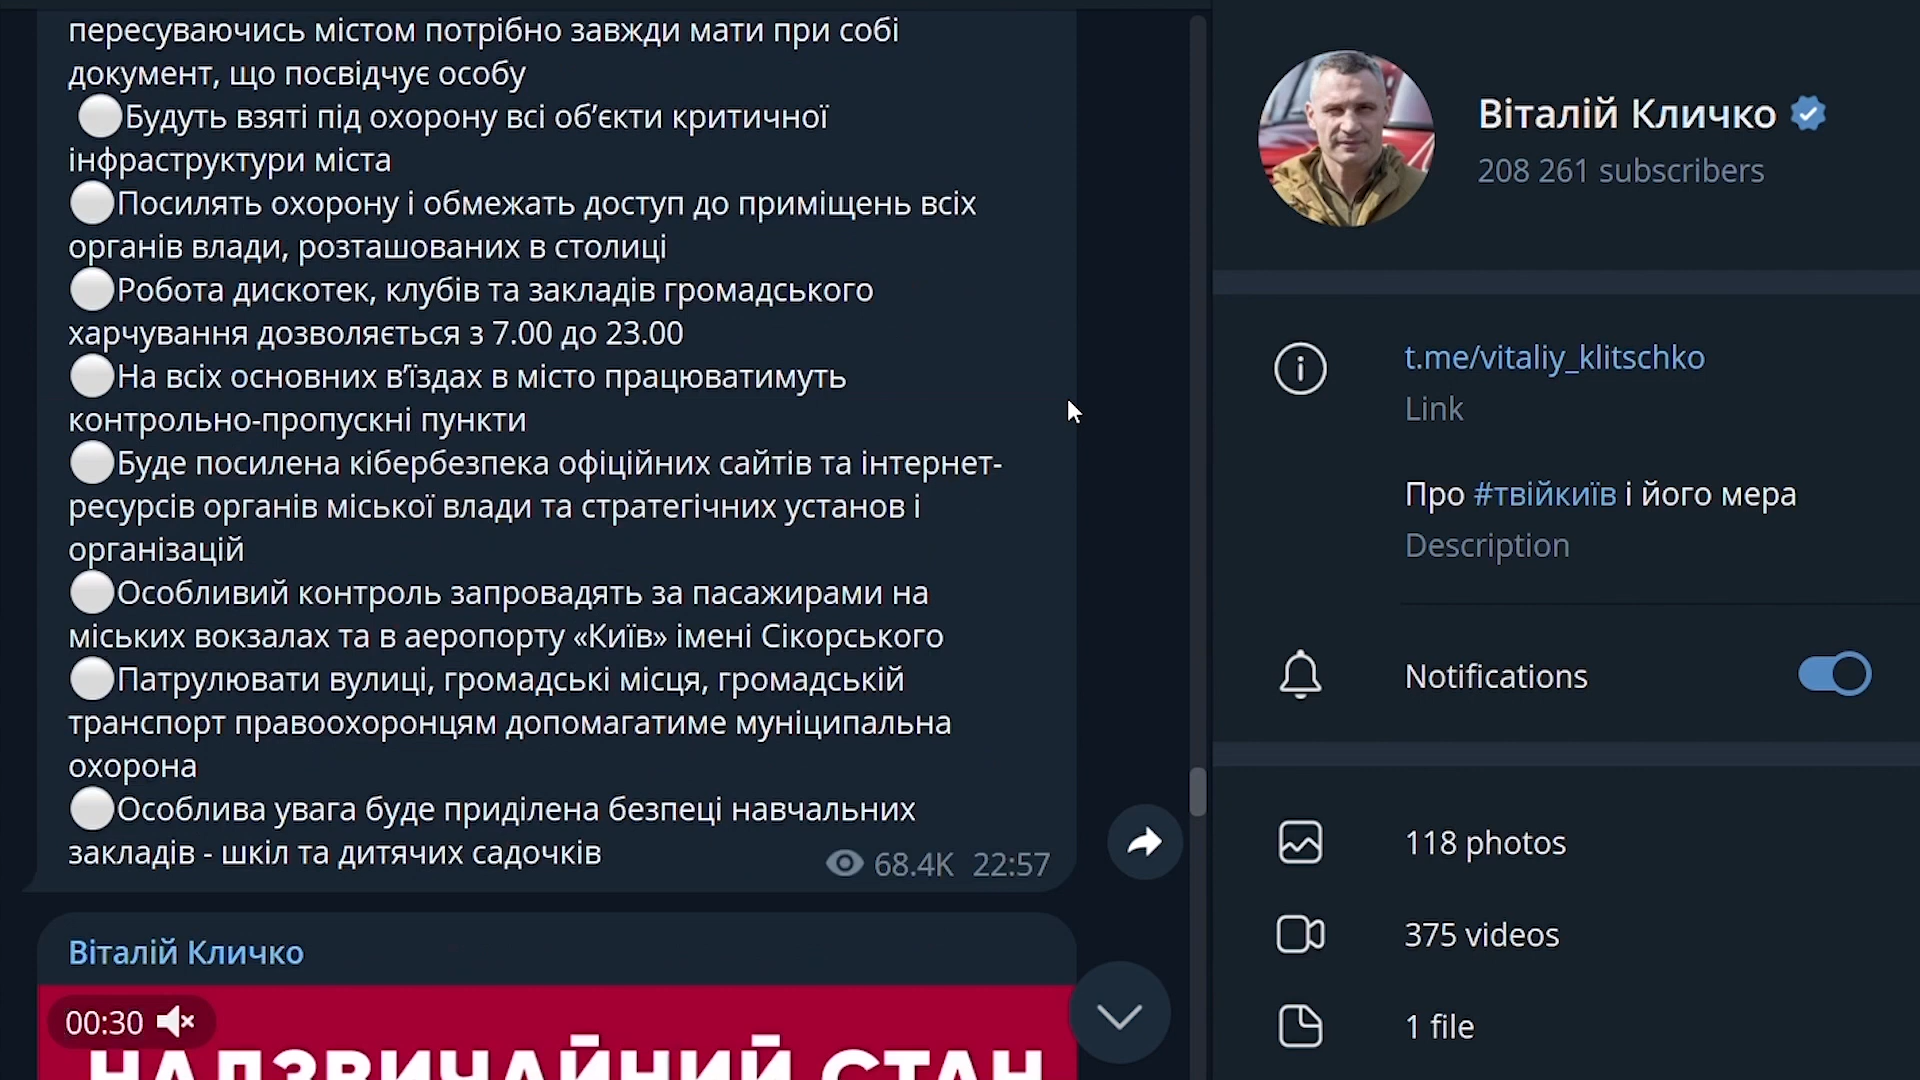 пересуваючись містом потрібно завжди мати при собі
документ, що посвідчує особу
Будуть взяті під охорону всі об’єкти критичної
інфраструктури міста
Посилять охорону і обмежать доступ до приміщень всіх
органів влади, розташованих в столиці
Робота дискотек, клубів та закладів громадського
харчування дозволяється з 7.00 до 23.00
На всіх основних в’їздах в місто працюватимуть
контрольно-пропускні пункти
Буде посилена кібербезпека офіційних сайтів та інтернет-
ресурсів органів міської влади та стратегічних установ і
організацій
Особливий контроль запровадять за пасажирами на
міських вокзалах та в аеропорту «Київ» імені Сікорського
Патрулювати вулиці, громадські місця, громадській
транспорт правоохоронцям допомагатиме муніципальна
охорона
Особлива увага буде приділена безпеці навчальних
закладів - шкіл та дитячих садочків
68.4K 22:57
Віталій Кличко
00:30
НАДЗВИЧАЙНИЙ СТАН
Віталій Кличко
208 261 subscribers
t.me/vitaliy_klitschko
Link
Про #твійкиїв і його мера
Description
Notifications
118 photos
375 videos
1 file